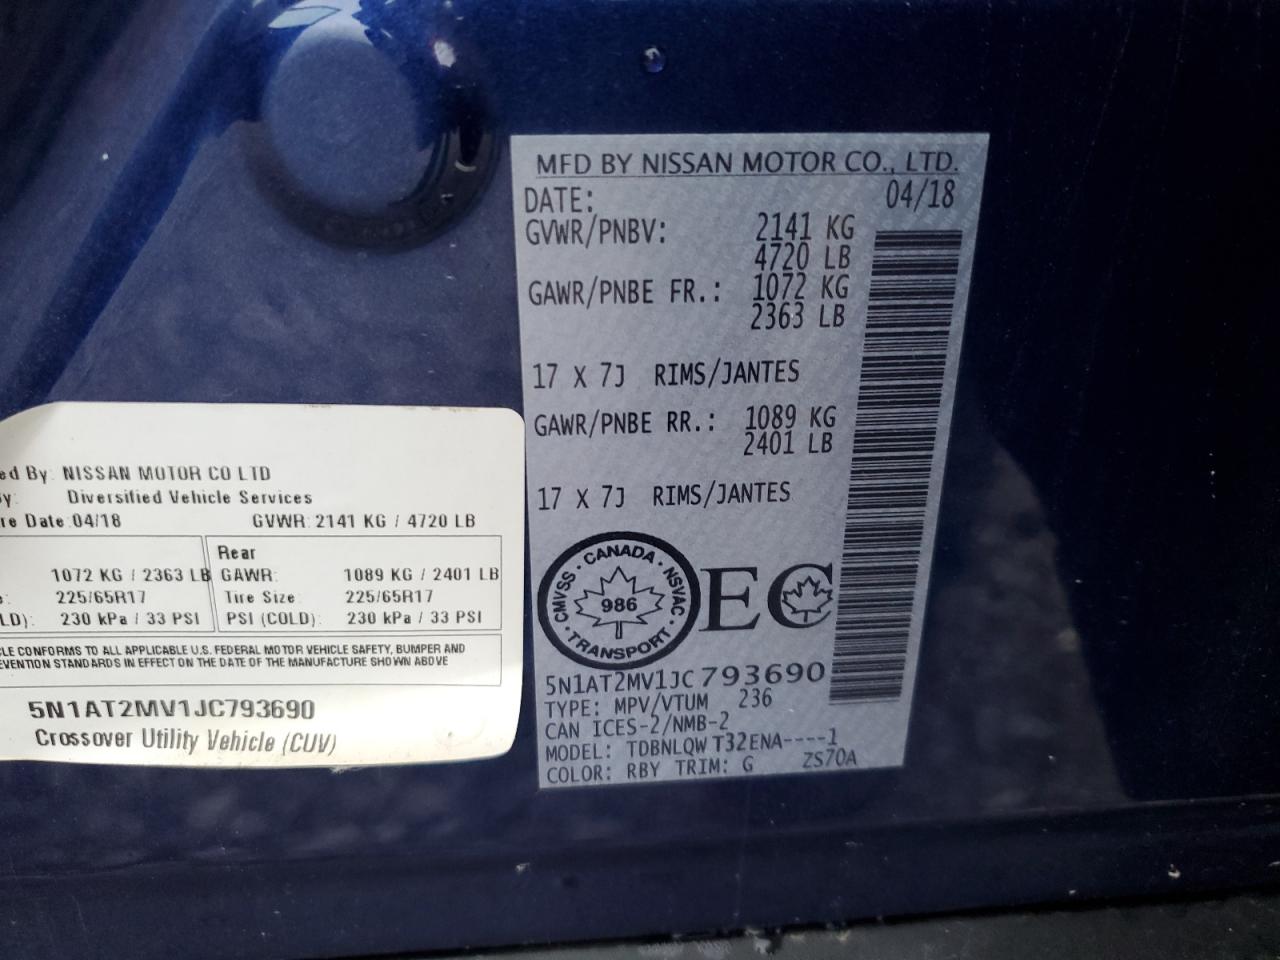 MFD BY NISSAN MOTOR CO., LTD.
DATE: 04/18
GVWR/PNBV: 2141 KG
4720 LB
GAWR/PNBE FR.: 1072 KG
2363 LB
17 X 7J RIMS/JANTES
GAWR/PNBE RR.: 1089 KG
2401 LB
17 X 7J RIMS/JANTES
CANADA · NSVAC · TRANSPORT · CMVSS ·
986
EC
5N1AT2MV1JC793690
TYPE: MPV/VTUM 236
CAN ICES-2/NMB-2
MODEL: TDBNLQW T32ENA----1
COLOR: RBY TRIM: G ZS70A
ed By: NISSAN MOTOR CO LTD
y: Diversified Vehicle Services
re Date:04/18 GVWR: 2141 KG / 4720 LB
Rear
1072 KG / 2363 LB GAWR: 1089 KG / 2401 LB
: 225/65R17 Tire Size: 225/65R17
LD): 230 kPa / 33 PSI PSI (COLD): 230 kPa / 33 PSI
CLE CONFORMS TO ALL APPLICABLE U.S. FEDERAL MOTOR VEHICLE SAFETY, BUMPER AND
EVENTION STANDARDS IN EFFECT ON THE DATE OF THE MANUFACTURE SHOWN ABOVE
5N1AT2MV1JC793690
Crossover Utility Vehicle (CUV)